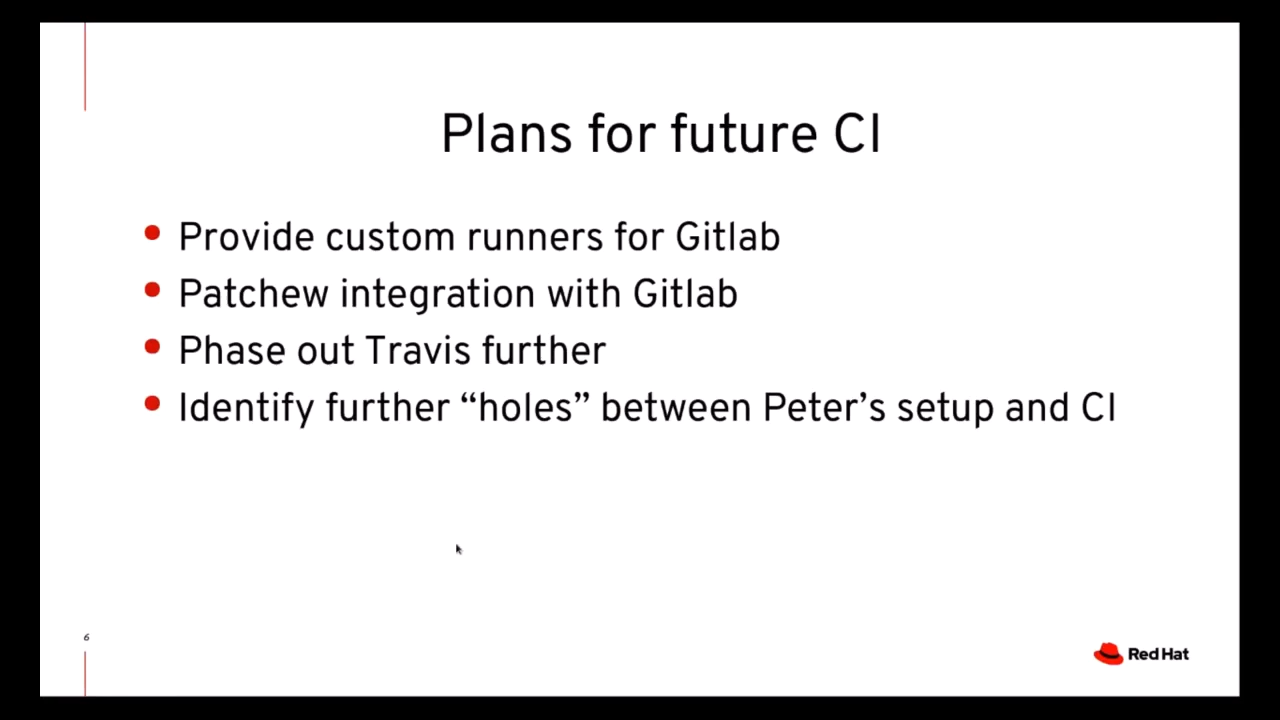 Plans for future CI
Provide custom runners for Gitlab
Patchew integration with Gitlab
Phase out Travis further
Identify further “holes” between Peter’s setup and CI
6
Red Hat